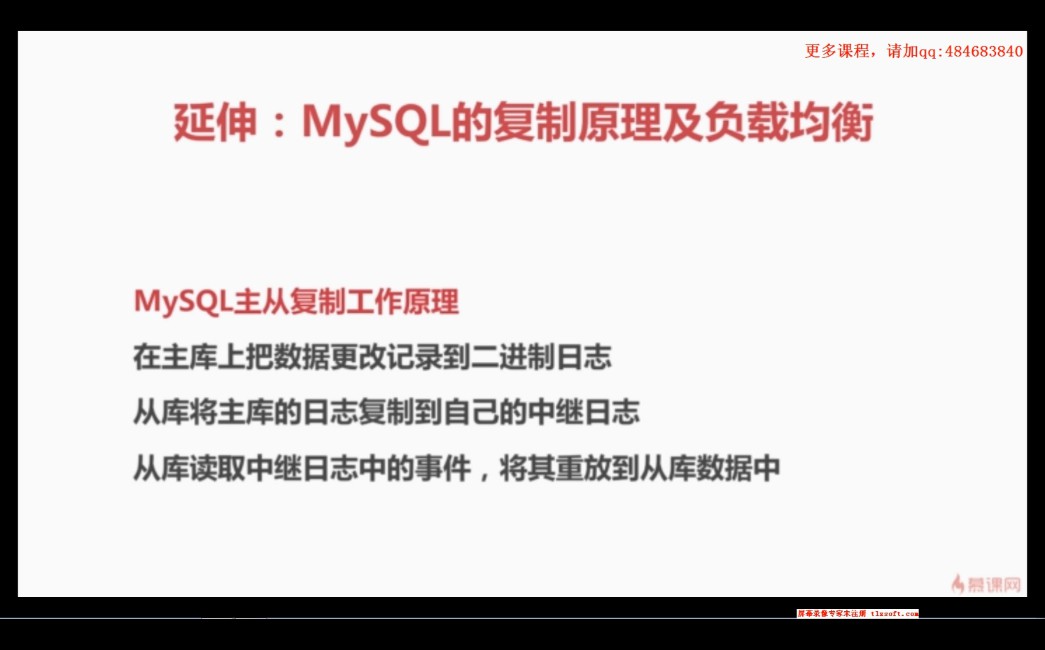 更多课程，请加qq:484683840
延伸：MySQL的复制原理及负载均衡
MySQL主从复制工作原理
在主库上把数据更改记录到二进制日志
从库将主库的日志复制到自己的中继日志
从库读取中继日志中的事件，将其重放到从库数据中
慕课网
屏幕录像专家未注册 tlxsoft.com